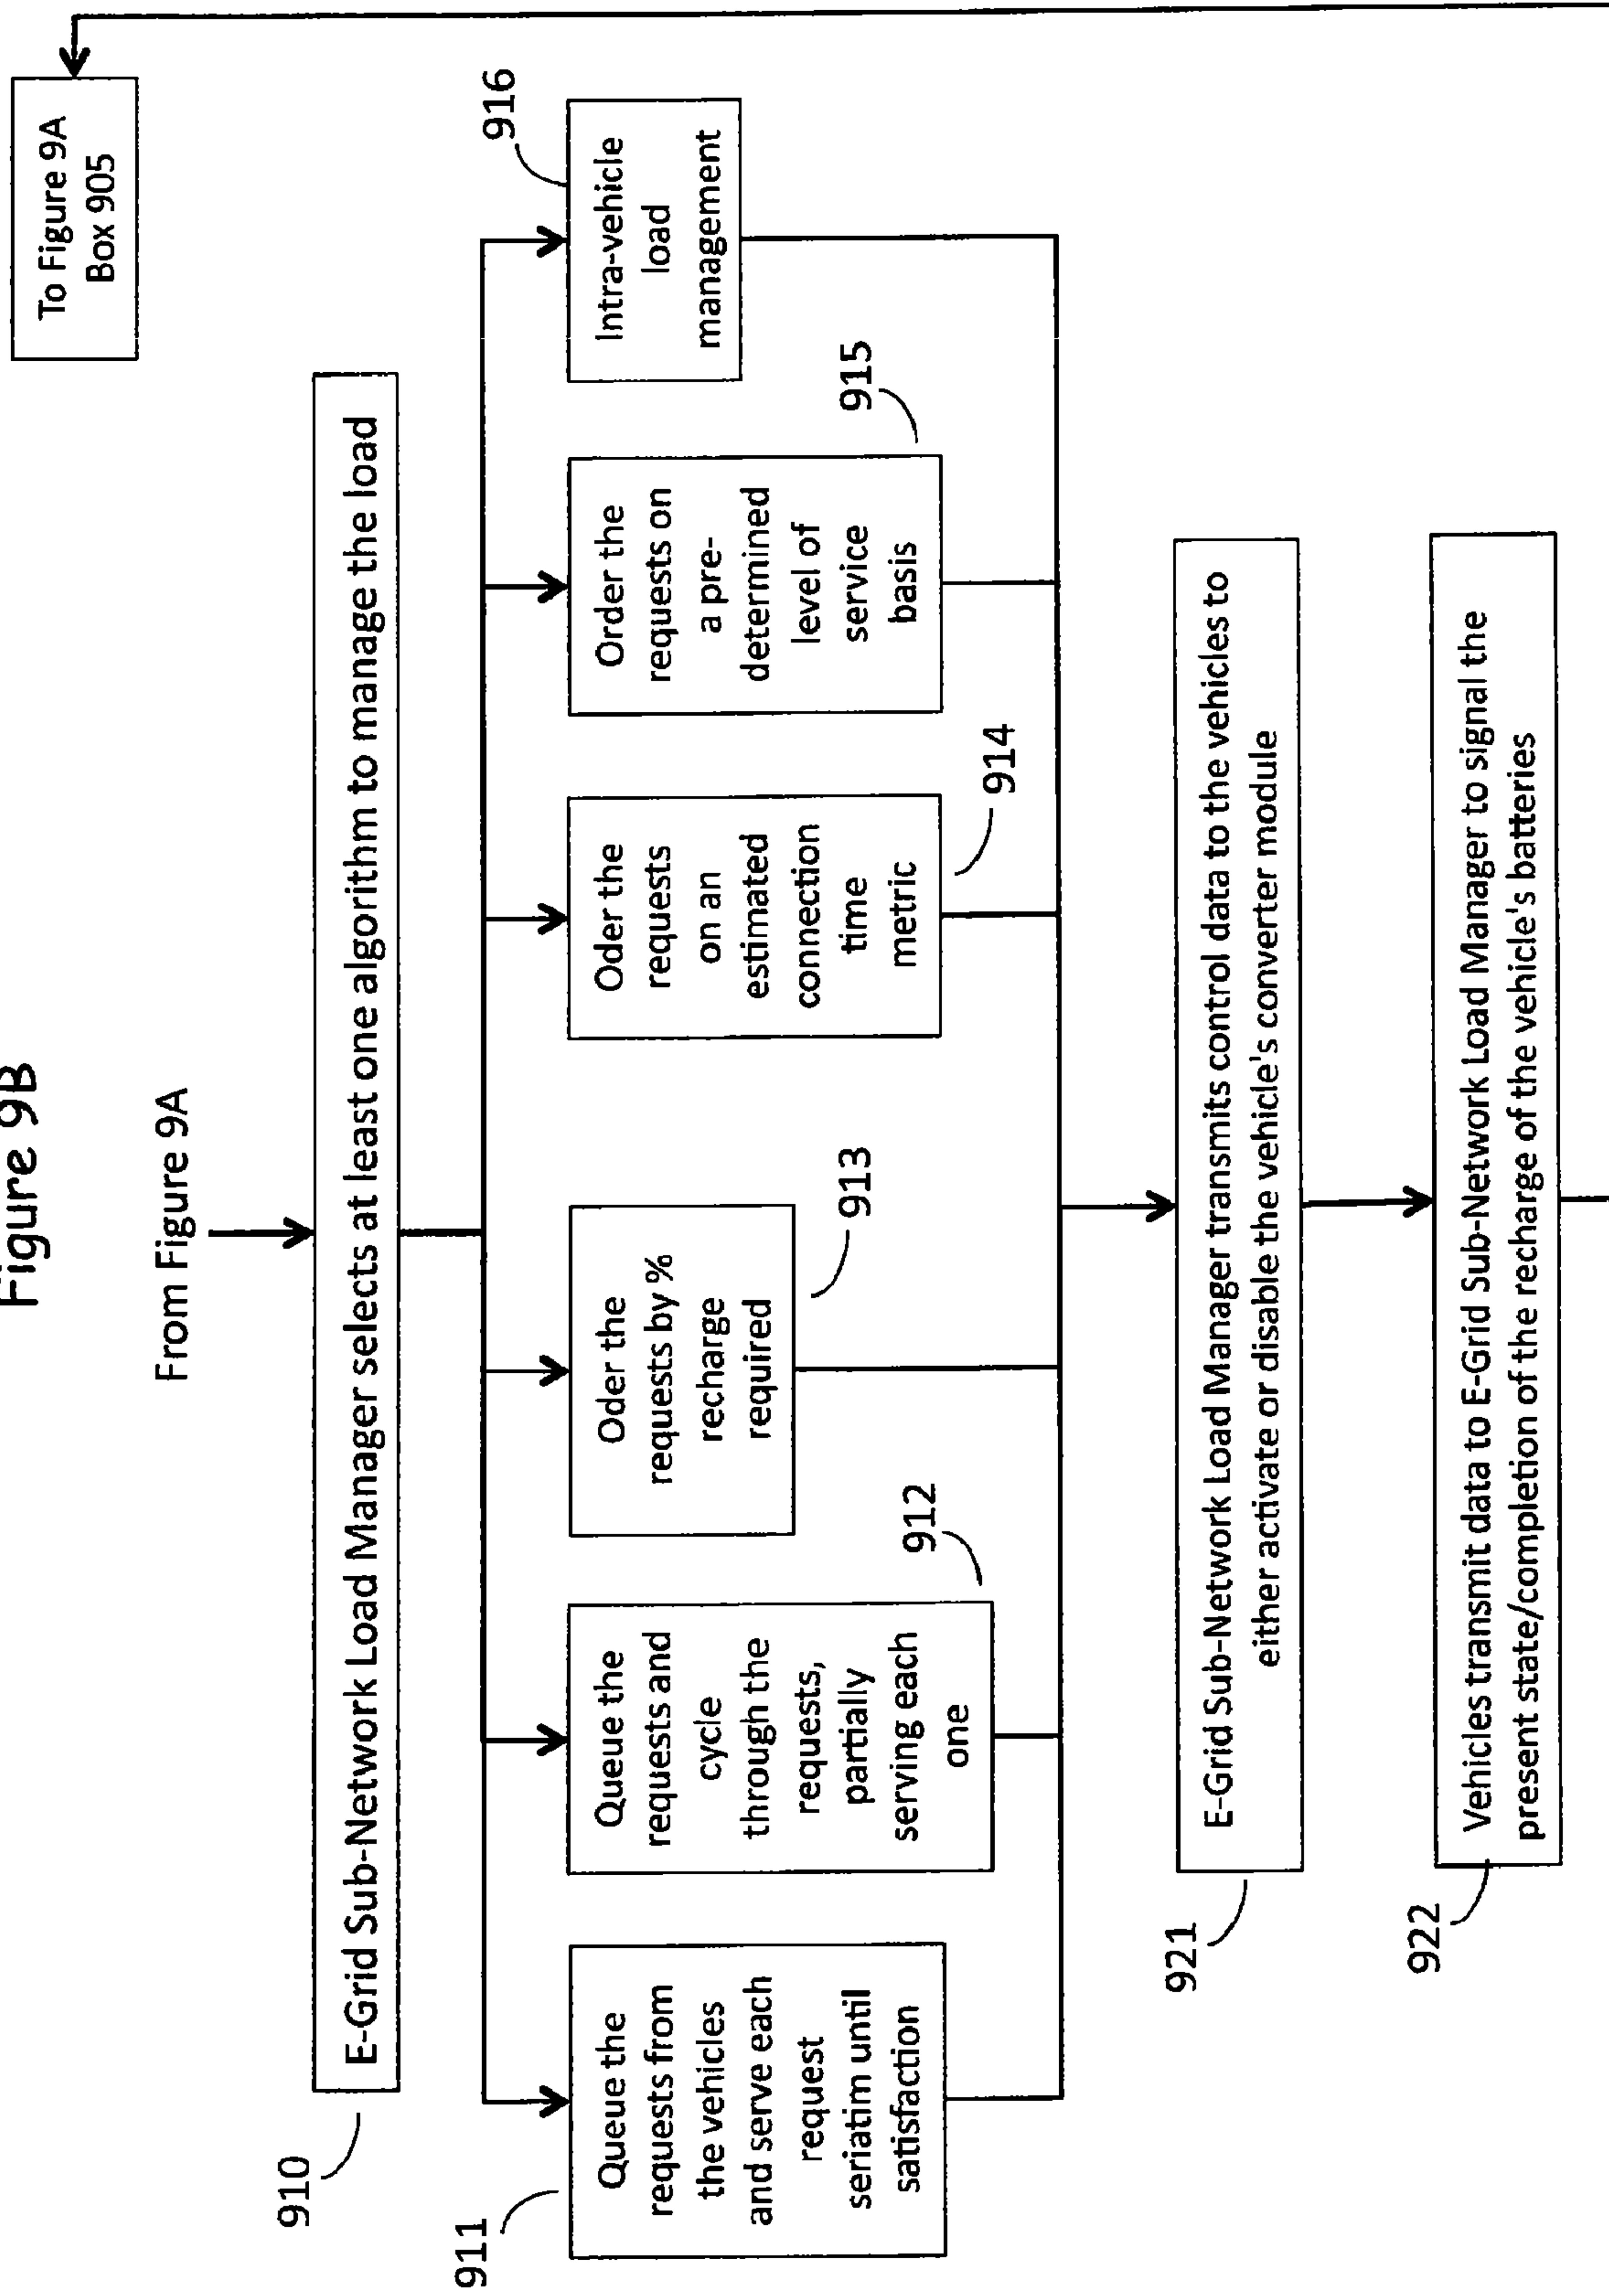 Figure 9B
From Figure 9A
To Figure 9A
Box 905
910
E-Grid Sub-Network Load Manager selects at least one algorithm to manage the load
911
Queue the
requests from
the vehicles
and serve each
request
seriatim until
satisfaction
912
Queue the
requests and
cycle
through the
requests,
partially
serving each
one
913
Oder the
requests by %
recharge
required
914
Oder the
requests
on an
estimated
connection
time
metric
915
Order the
requests on
a pre-
determined
level of
service
basis
916
Intra-vehicle
load
management
921
E-Grid Sub-Network Load Manager transmits control data to the vehicles to
either activate or disable the vehicle's converter module
922
Vehicles transmit data to E-Grid Sub-Network Load Manager to signal the
present state/completion of the recharge of the vehicle's batteries